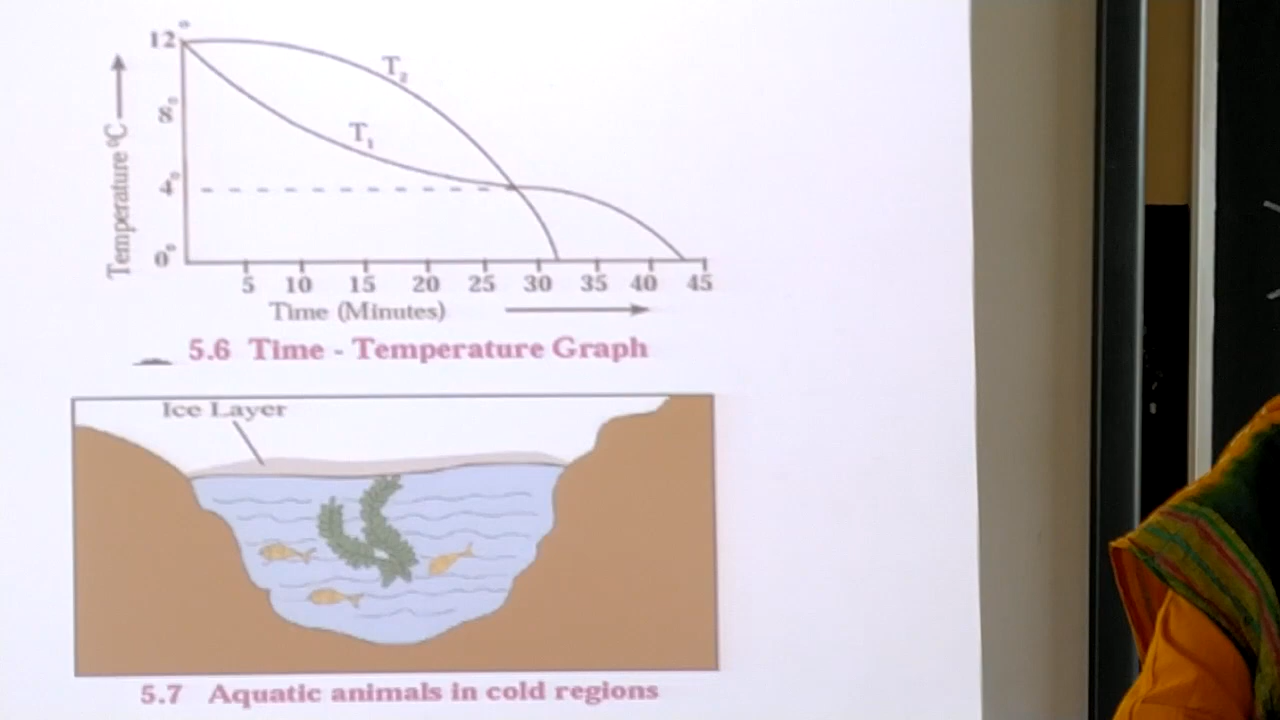 12°
T₂
8°
T₁
4°
0°
Temperature °C
5 10 15 20 25 30 35 40 45
Time (Minutes)
5.6 Time - Temperature Graph
Ice Layer
5.7 Aquatic animals in cold regions